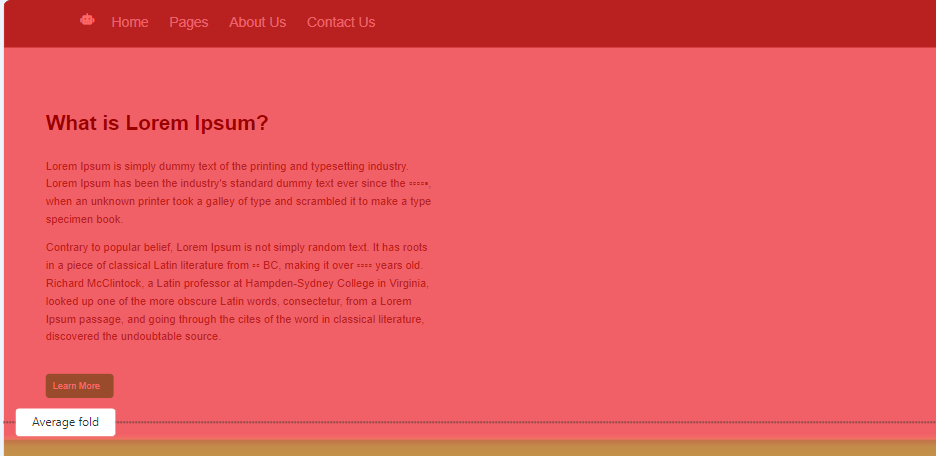 Home Pages About Us Contact Us
What is Lorem Ipsum?
Lorem Ipsum is simply dummy text of the printing and typesetting industry.
Lorem Ipsum has been the industry's standard dummy text ever since the ,
when an unknown printer took a galley of type and scrambled it to make a type
specimen book.
Contrary to popular belief, Lorem Ipsum is not simply random text. It has roots
in a piece of classical Latin literature from BC, making it over years old.
Richard McClintock, a Latin professor at Hampden-Sydney College in Virginia,
looked up one of the more obscure Latin words, consectetur, from a Lorem
Ipsum passage, and going through the cites of the word in classical literature,
discovered the undoubtable source.
Learn More
Average fold